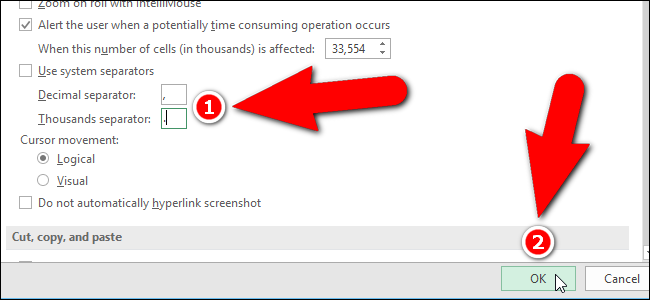 Zoom on roll with IntelliMouse
Alert the user when a potentially time consuming operation occurs
When this number of cells (in thousands) is affected: 33,554
Use system separators
Decimal separator: ,
Thousands separator: .
1
Cursor movement:
Logical
Visual
Do not automatically hyperlink screenshot
Cut, copy, and paste
2
OK Cancel